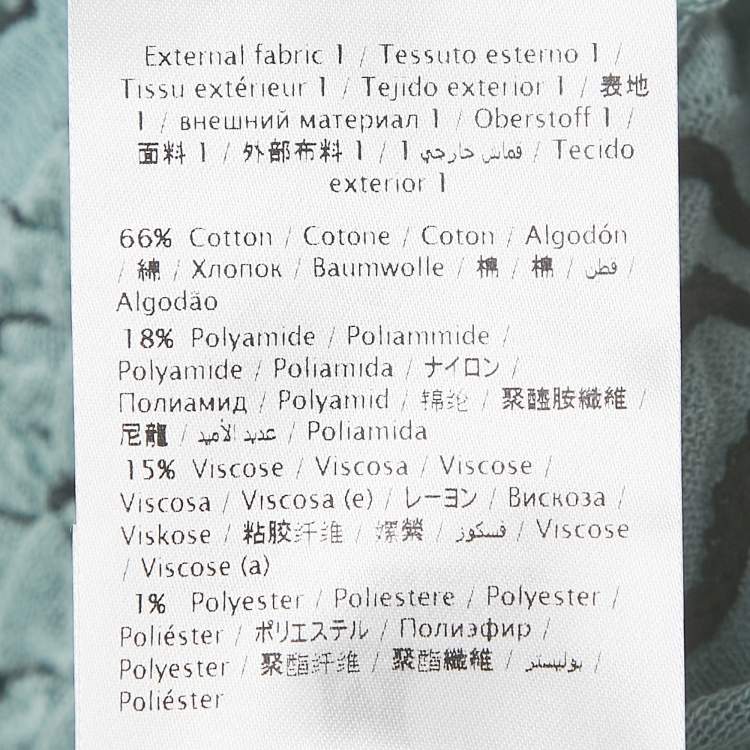 External fabric 1 / Tessuto esterno 1 /
Tissu extérieur 1 / Tejido exterior 1 / 表地
1 / внешний материал 1 / Oberstoff 1 /
面料 1 / 外部布料 1 / قماش خارجي 1 / Tecido
exterior 1
66% Cotton / Cotone / Coton / Algodón
/ 綿 / Хлопок / Baumwolle / 棉 / 棉 / قطن /
Algodão
18% Polyamide / Poliammide /
Polyamide / Poliamida / ナイロン /
Полиамид / Polyamid / 锦纶 / 聚醯胺纖維 /
尼龍 / عديد الأميد / Poliamida
15% Viscose / Viscosa / Viscose /
Viscosa / Viscosa (e) / レーヨン / Вискоза /
Viskose / 粘胶纤维 / 嫘縈 / فسكوز / Viscose
/ Viscose (a)
1% Polyester / Poliestere / Polyester /
Poliéster / ポリエステル / Полиэфир /
Polyester / 聚酯纤维 / 聚酯纖維 / بوليستر /
Poliéster